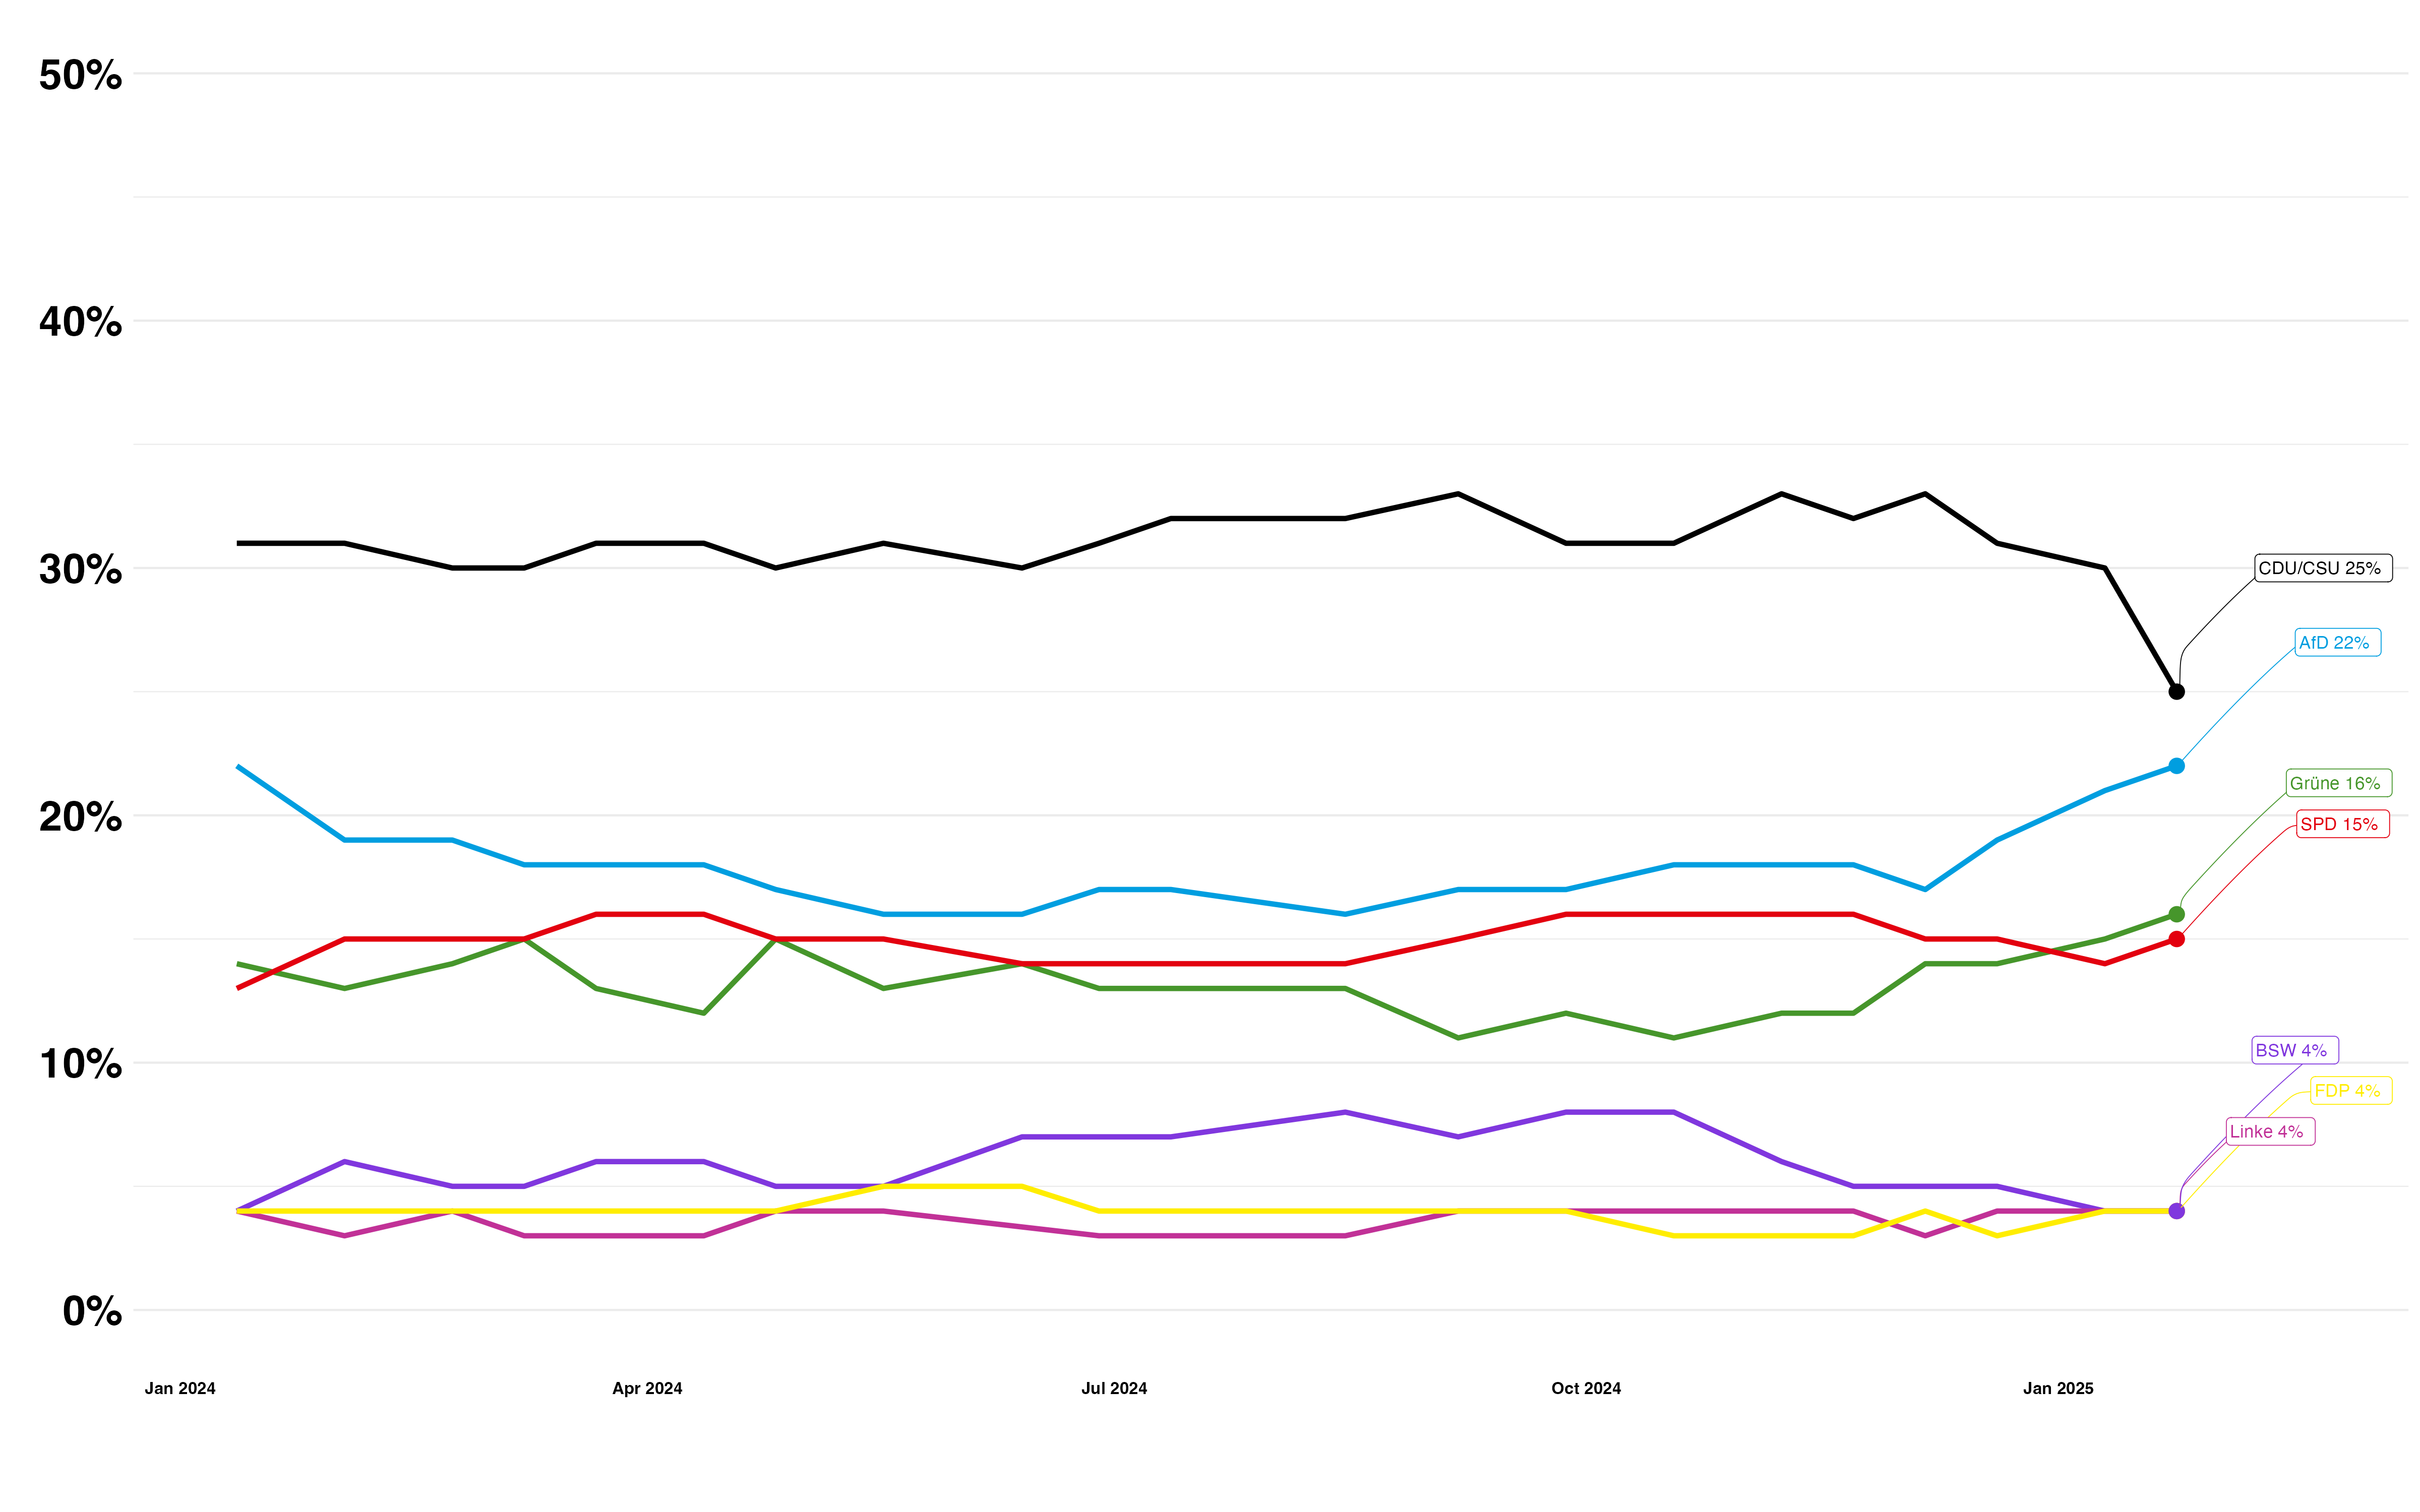 50%
40%
30%
20%
10%
0%
CDU/CSU 25%
AfD 22%
Grüne 16%
SPD 15%
BSW 4%
FDP 4%
Linke 4%
Jan 2024
Apr 2024
Jul 2024
Oct 2024
Jan 2025